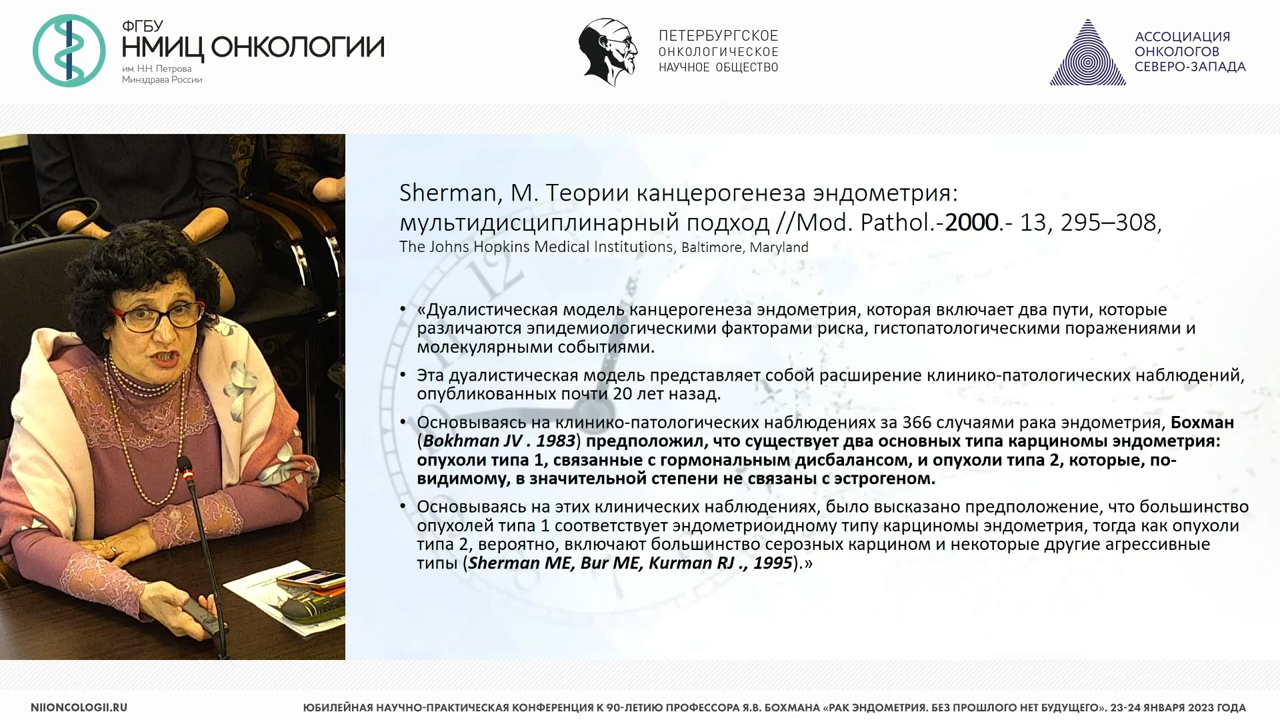 ФГБУ
НМИЦ ОНКОЛОГИИ
им. Н.Н. Петрова
Минздрава России
ПЕТЕРБУРГСКОЕ
ОНКОЛОГИЧЕСКОЕ
НАУЧНОЕ ОБЩЕСТВО
АССОЦИАЦИЯ
ОНКОЛОГОВ
СЕВЕРО-ЗАПАДА
Sherman, M. Теории канцерогенеза эндометрия:
мультидисциплинарный подход //Mod. Pathol.-2000.- 13, 295–308,
The Johns Hopkins Medical Institutions, Baltimore, Maryland
• «Дуалистическая модель канцерогенеза эндометрия, которая включает два пути, которые
различаются эпидемиологическими факторами риска, гистопатологическими поражениями и
молекулярными событиями.
• Эта дуалистическая модель представляет собой расширение клинико-патологических наблюдений,
опубликованных почти 20 лет назад.
• Основываясь на клинико-патологических наблюдениях за 366 случаями рака эндометрия, Бохман
(Bokhman JV . 1983) предположил, что существует два основных типа карциномы эндометрия:
опухоли типа 1, связанные с гормональным дисбалансом, и опухоли типа 2, которые, по-
видимому, в значительной степени не связаны с эстрогеном.
• Основываясь на этих клинических наблюдениях, было высказано предположение, что большинство
опухолей типа 1 соответствует эндометриоидному типу карциномы эндометрия, тогда как опухоли
типа 2, вероятно, включают большинство серозных карцином и некоторые другие агрессивные
типы (Sherman ME, Bur ME, Kurman RJ ., 1995).»
12
7
NIIONCOLOGII.RU
ЮБИЛЕЙНАЯ НАУЧНО-ПРАКТИЧЕСКАЯ КОНФЕРЕНЦИЯ К 90-ЛЕТИЮ ПРОФЕССОРА Я.В. БОХМАНА «РАК ЭНДОМЕТРИЯ. БЕЗ ПРОШЛОГО НЕТ БУДУЩЕГО». 23-24 ЯНВАРЯ 2023 ГОДА